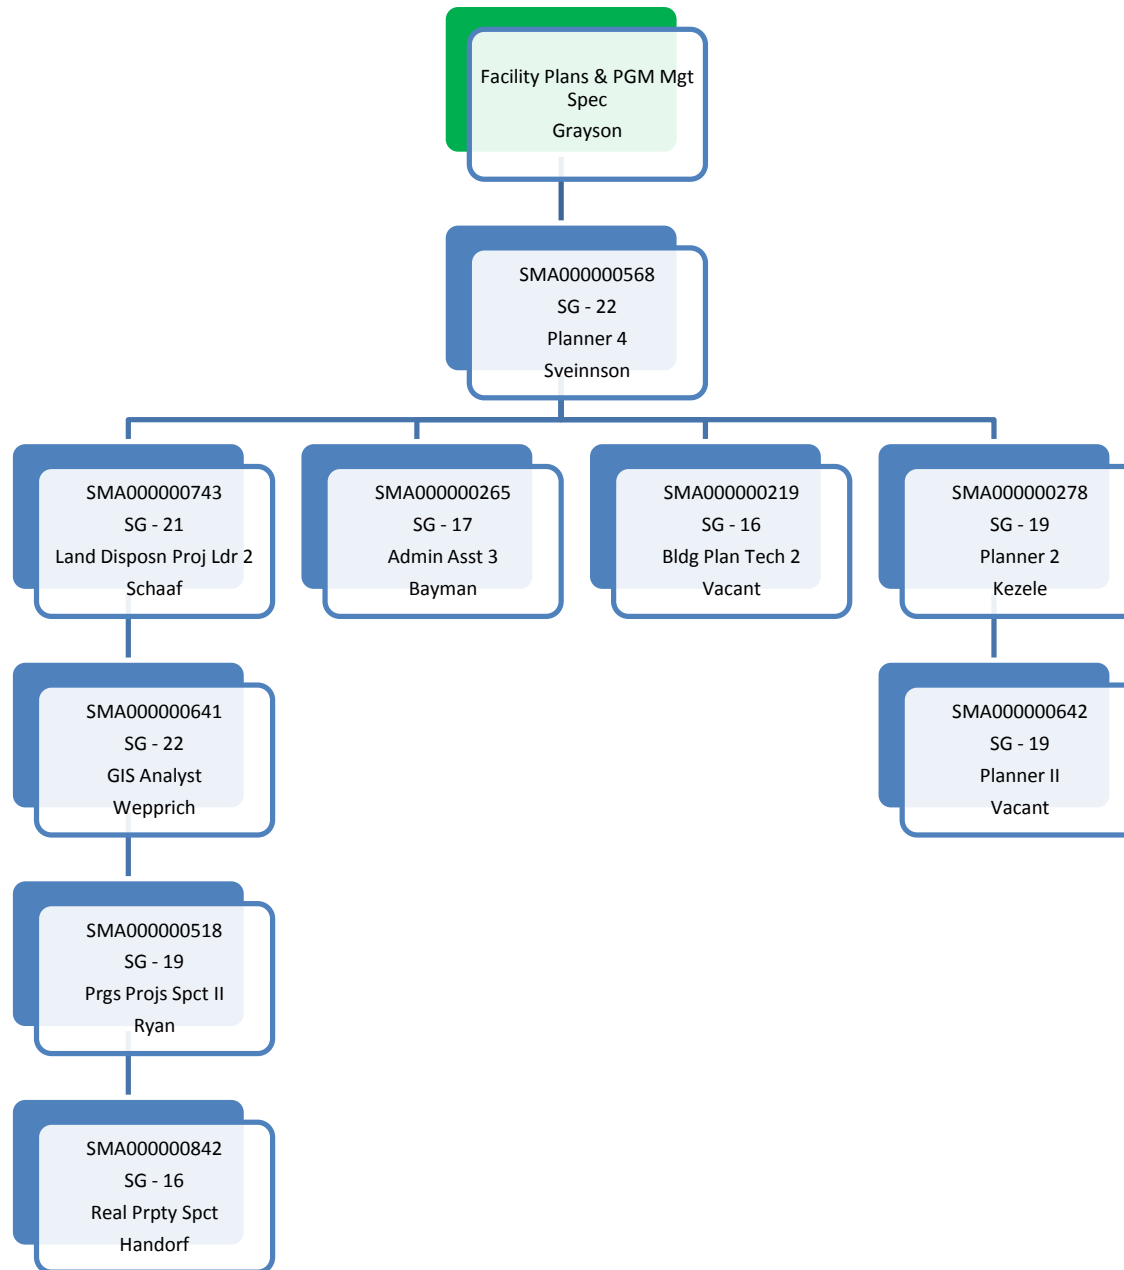 Facility Plans & PGM Mgt
Spec
Grayson
SMA000000568
SG - 22
Planner 4
Sveinnson
SMA000000743
SG - 21
Land Disposn Proj Ldr 2
Schaaf
SMA000000265
SG - 17
Admin Asst 3
Bayman
SMA000000219
SG - 16
Bldg Plan Tech 2
Vacant
SMA000000278
SG - 19
Planner 2
Kezele
SMA000000641
SG - 22
GIS Analyst
Wepprich
SMA000000642
SG - 19
Planner II
Vacant
SMA000000518
SG - 19
Prgs Projs Spct II
Ryan
SMA000000842
SG - 16
Real Prpty Spct
Handorf